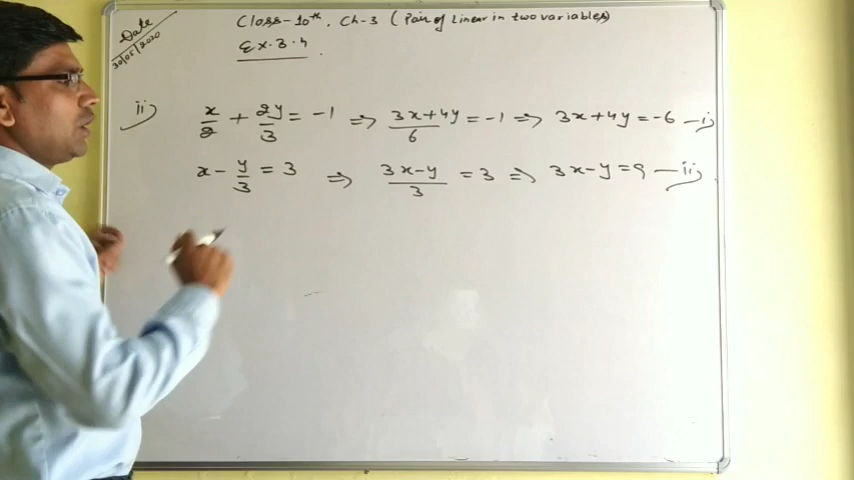 Date
30/05/2020
Class-10th. Ch-3 (Pair of Linear in two variables)
Ex. 3.4.
ii) x/2 + 2y/3 = -1 ⇒ 3x+4y/6 = -1 ⇒ 3x+4y = -6 — i)
x - y/3 = 3 ⇒ 3x-y/3 = 3 ⇒ 3x-y = 9 — ii)